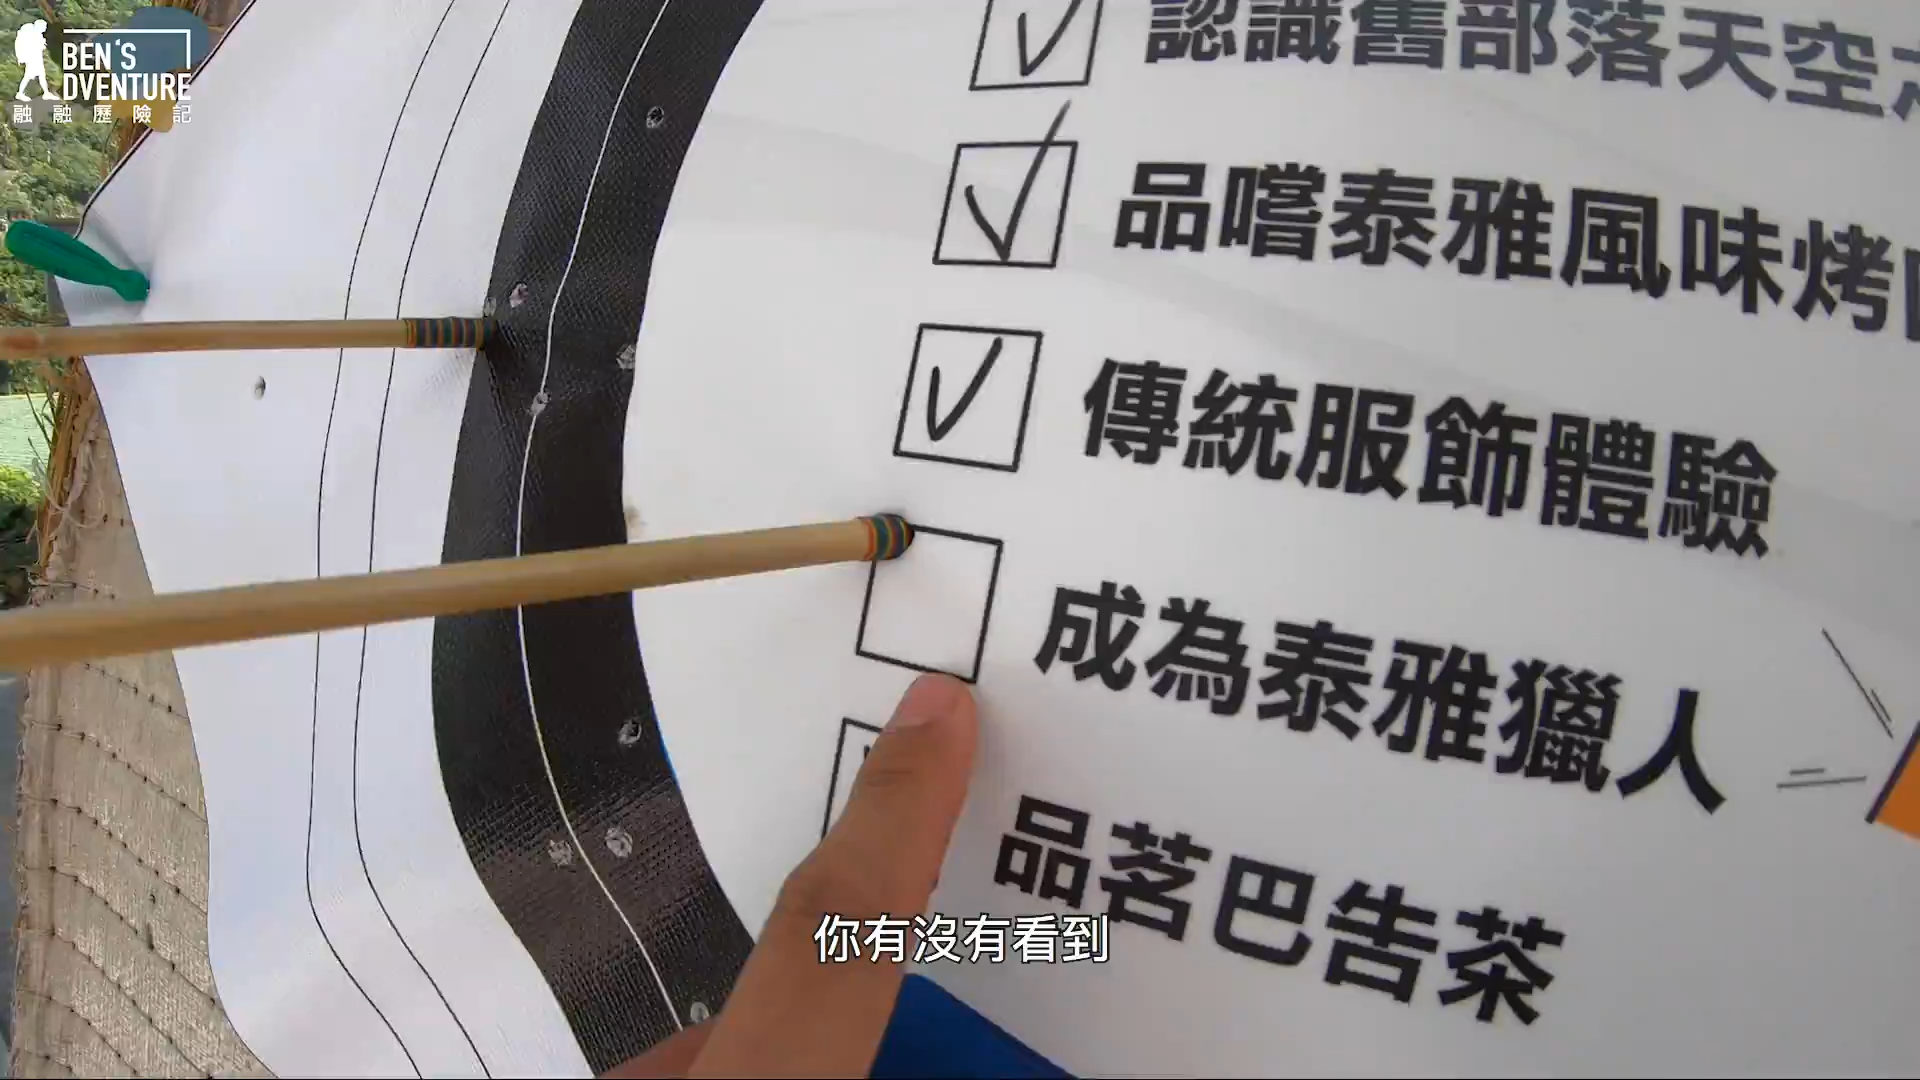 BEN'S
DVENTURE
融融歷險記
認識舊部落天空
品嚐泰雅風味烤
傳統服飾體驗
成為泰雅獵人
品茗巴告茶
你有沒有看到